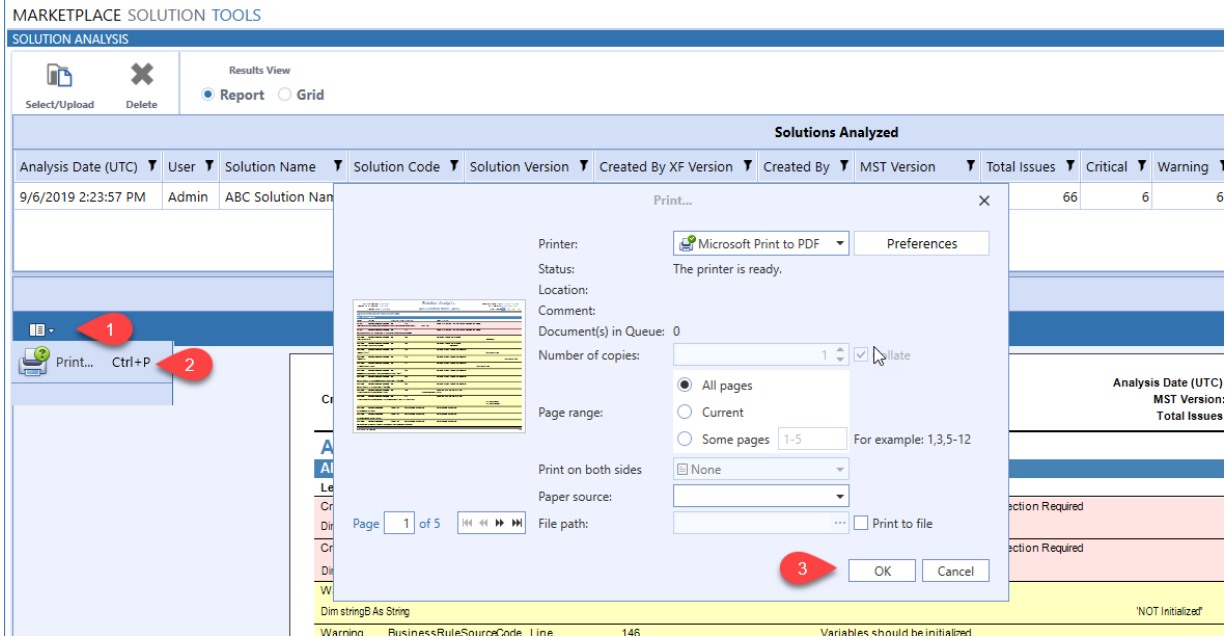 MARKETPLACE SOLUTION TOOLS
SOLUTION ANALYSIS
Results View
Report Grid
Select/Upload Delete
Solutions Analyzed
Analysis Date (UTC) User Solution Name Solution Code Solution Version Created By XF Version Created By MST Version Total Issues Critical Warning
9/6/2019 2:23:57 PM Admin ABC Solution Nam 66 6 6
Print...
Printer: Microsoft Print to PDF Preferences
Status: The printer is ready.
Location:
Comment:
Document(s) in Queue: 0
Number of copies: 1
1
Print... Ctrl+P 2
All pages
Page range: Current
Some pages 1-5 For example: 1,3,5-12
Print on both sides None
Paper source:
Page 1 of 5 File path: ... Print to file
3 OK Cancel
Analysis Date (UTC)
MST Version:
Total Issues
Cr
A
Al
Le
Cr ection Required
Dir
Cr ection Required
Dir
W
Dim stringB As String 'NOT Initialized'
Warning BusinessRuleSourceCode Line 146 Variables should be initialized